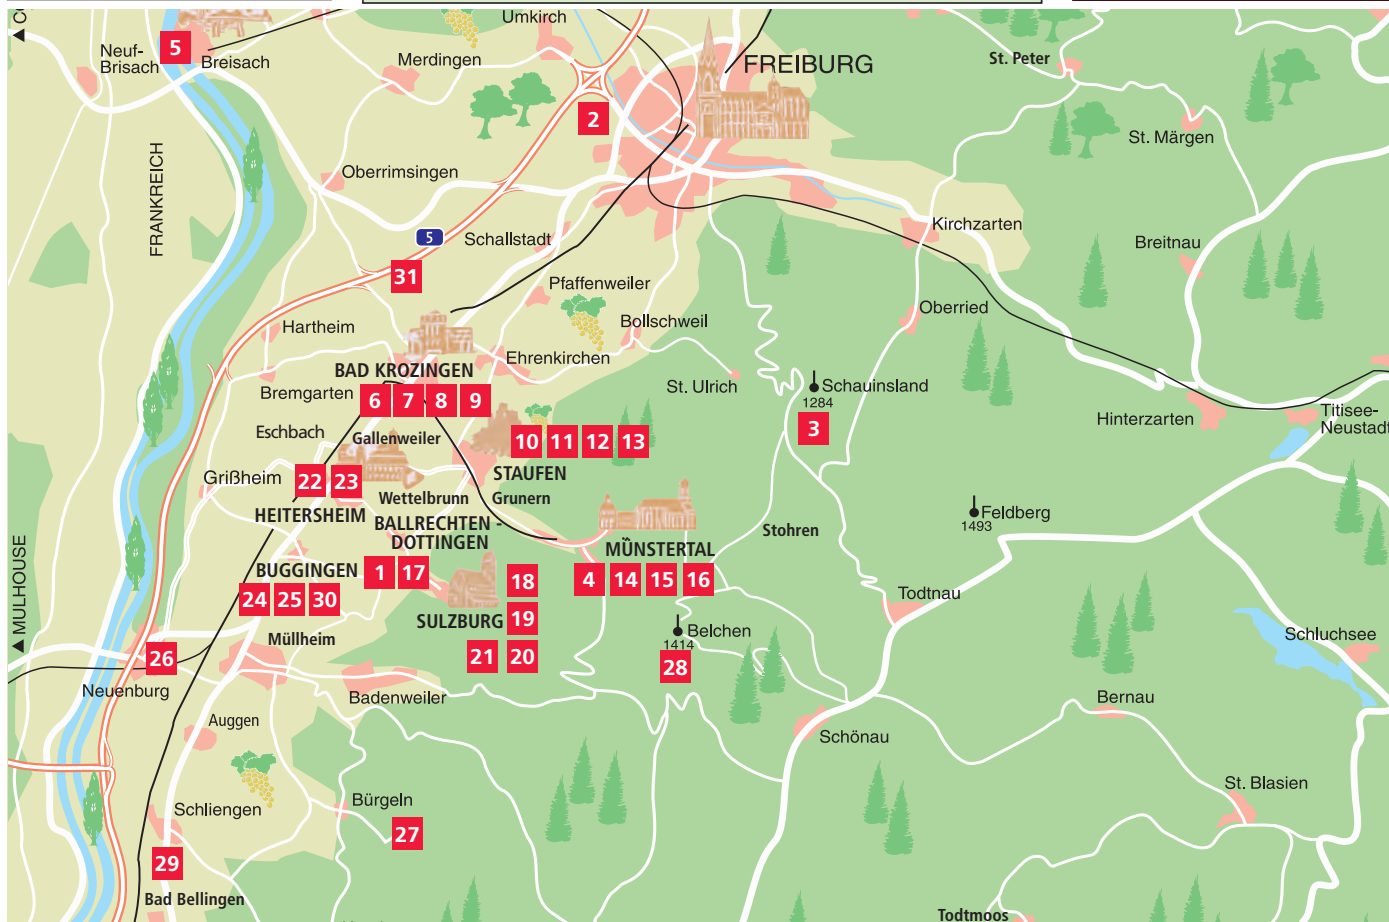 ▲ C
Umkirch
Neuf-
Brisach
5
Breisach
Merdingen
FREIBURG
St. Peter
2
St. Märgen
FRANKREICH
Oberrimsingen
Kirchzarten
5
Schallstadt
Breitnau
31
Pfaffenweiler
Oberried
Hartheim
Bollschweil
Ehrenkirchen
BAD KROZINGEN
Bremgarten
6 7 8 9
St. Ulrich
Schauinsland
1284
3
Hinterzarten
Titisee-
Neustadt
Eschbach
Gallenweiler
10 11 12 13
STAUFEN
Grißheim
22 23
Wettelbrunn
Grunern
HEITERSHEIM
BALLRECHTEN -
DOTTINGEN
Feldberg
1493
Stohren
MÜNSTERTAL
▲ MULHOUSE
BUGGINGEN
1 17
18
4 14 15 16
24 25 30
SULZBURG
19
Todtnau
Müllheim
21 20
Belchen
1414
28
Schluchsee
26
Neuenburg
Badenweiler
Bernau
Auggen
Schönau
Schliengen
Bürgeln
27
St. Blasien
29
Bad Bellingen
Todtmoos